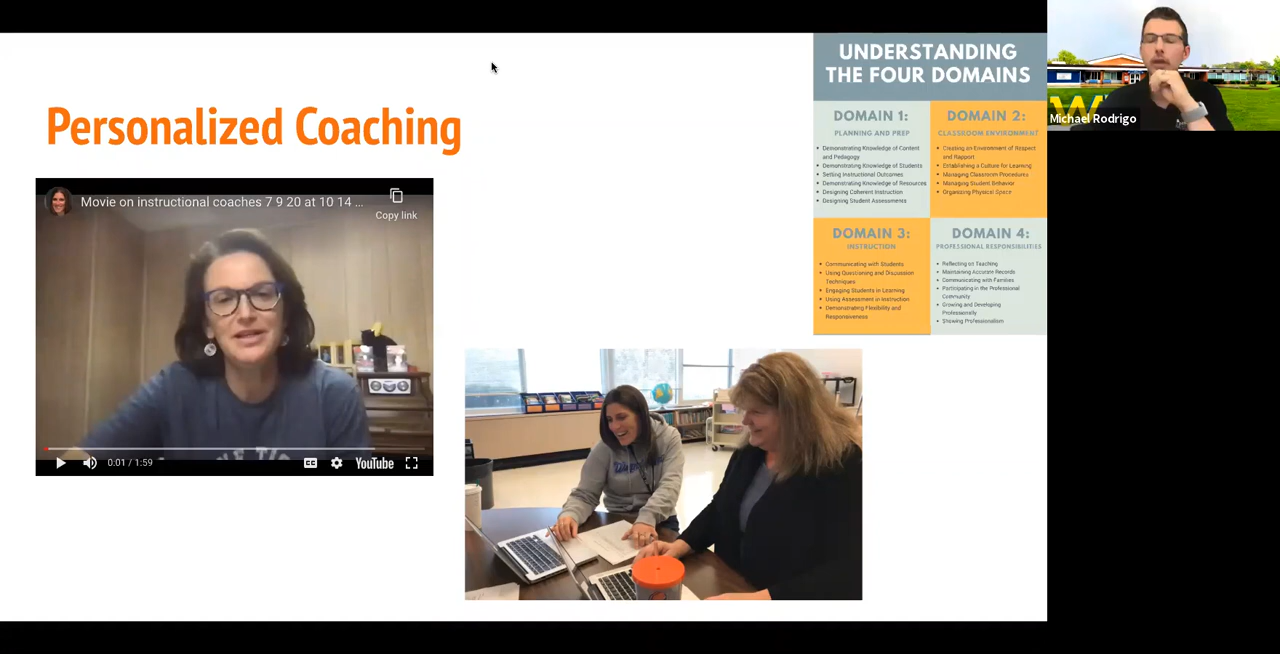 Personalized Coaching
Movie on instructional coaches 7 9 20 at 10 14 ...
Copy link
0:01 / 1:59
CC
YouTube
UNDERSTANDING
THE FOUR DOMAINS
DOMAIN 1:
PLANNING AND PREP
Demonstrating Knowledge of Content
and Pedagogy
Demonstrating Knowledge of Students
Setting Instructional Outcomes
Demonstrating Knowledge of Resources
Designing Coherent Instruction
Designing Student Assessments
DOMAIN 2:
CLASSROOM ENVIRONMENT
Creating an Environment of Respect
and Rapport
Establishing a Culture for Learning
Managing Classroom Procedures
Managing Student Behavior
Organizing Physical Space
DOMAIN 3:
INSTRUCTION
Communicating with Students
Using Questioning and Discussion
Techniques
Engaging Students in Learning
Using Assessment in Instruction
Demonstrating Flexibility and
Responsiveness
DOMAIN 4:
PROFESSIONAL RESPONSIBILITIES
Reflecting on Teaching
Maintaining Accurate Records
Communicating with Families
Participating in the Professional
Community
Growing and Developing
Professionally
Showing Professionalism
Michael Rodrigo